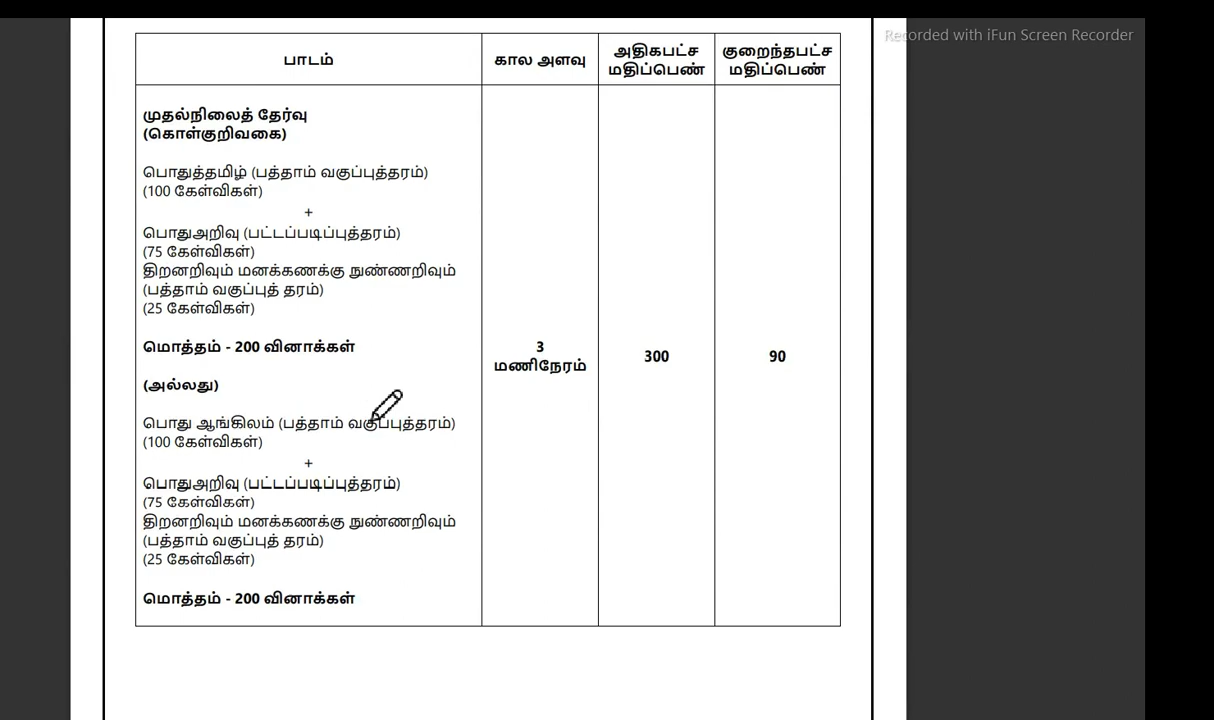 Recorded with iFun Screen Recorder
பாடம்
கால அளவு
அதிகபட்ச
மதிப்பெண்
குறைந்தபட்ச
மதிப்பெண்
முதல்நிலைத் தேர்வு
(கொள்குறிவகை)
பொதுத்தமிழ் (பத்தாம் வகுப்புத்தரம்)
(100 கேள்விகள்)
+
பொதுஅறிவு (பட்டப்படிப்புத்தரம்)
(75 கேள்விகள்)
திறனறிவும் மனக்கணக்கு நுண்ணறிவும்
(பத்தாம் வகுப்புத் தரம்)
(25 கேள்விகள்)
மொத்தம் - 200 வினாக்கள்
(அல்லது)
பொது ஆங்கிலம் (பத்தாம் வகுப்புத்தரம்)
(100 கேள்விகள்)
+
பொதுஅறிவு (பட்டப்படிப்புத்தரம்)
(75 கேள்விகள்)
திறனறிவும் மனக்கணக்கு நுண்ணறிவும்
(பத்தாம் வகுப்புத் தரம்)
(25 கேள்விகள்)
மொத்தம் - 200 வினாக்கள்
3
மணிநேரம்
300
90